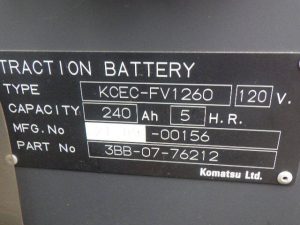 TRACTION BATTERY
TYPE KCEC-FV1260 120 V.
CAPACITY 240 Ah 5 H.R.
MFG.No -00156
PART No 3BB-07-76212
Komatsu Ltd.